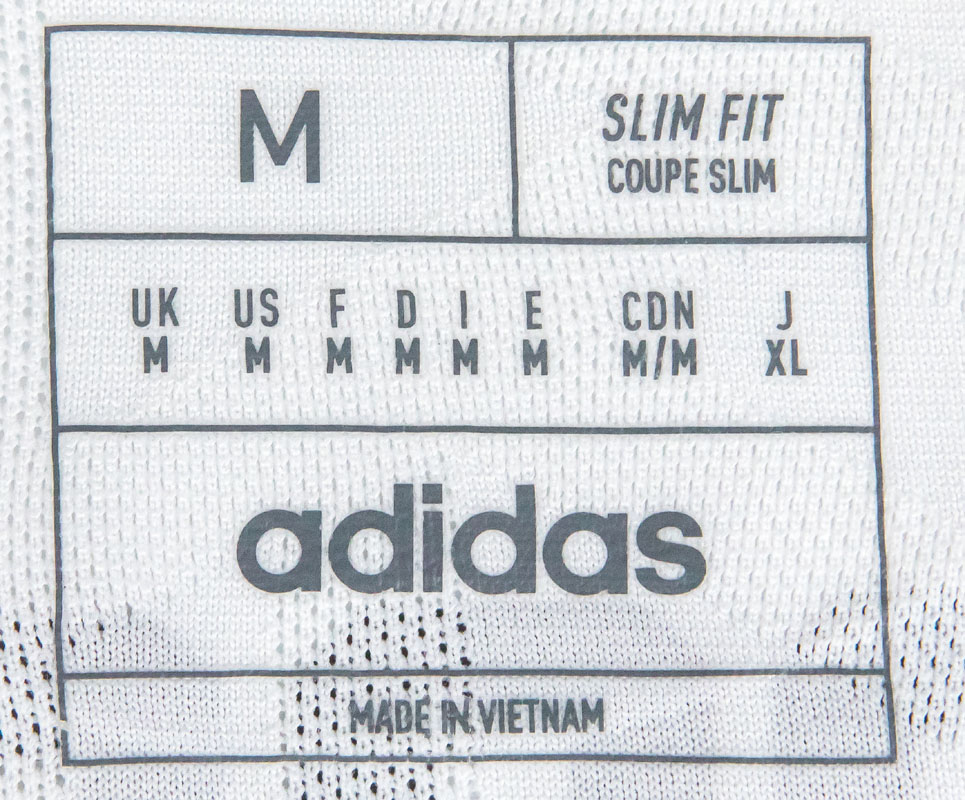 M
SLIM FIT
COUPE SLIM
UK US F D I E CDN J
M M M M M M M/M XL
adidas
MADE IN VIETNAM